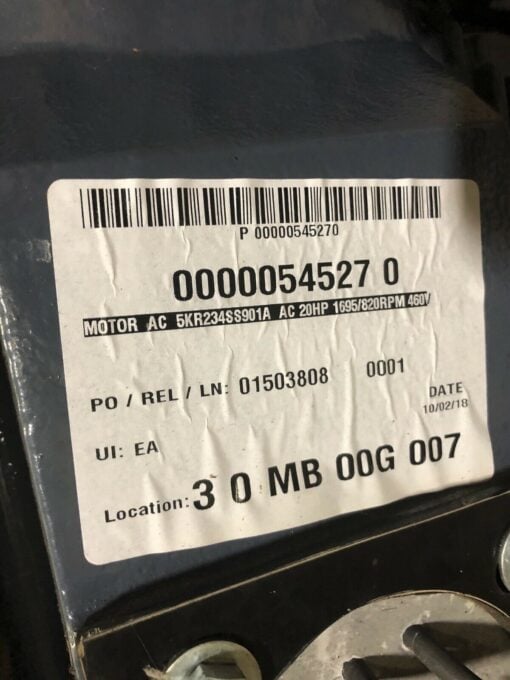 P 00000545270
0000054527 0
MOTOR AC 5KR234SS901A AC 20HP 1695/820RPM 460V
PO / REL / LN: 01503808 0001
DATE
UI: EA 10/02/18
Location: 3 0 MB 00G 007